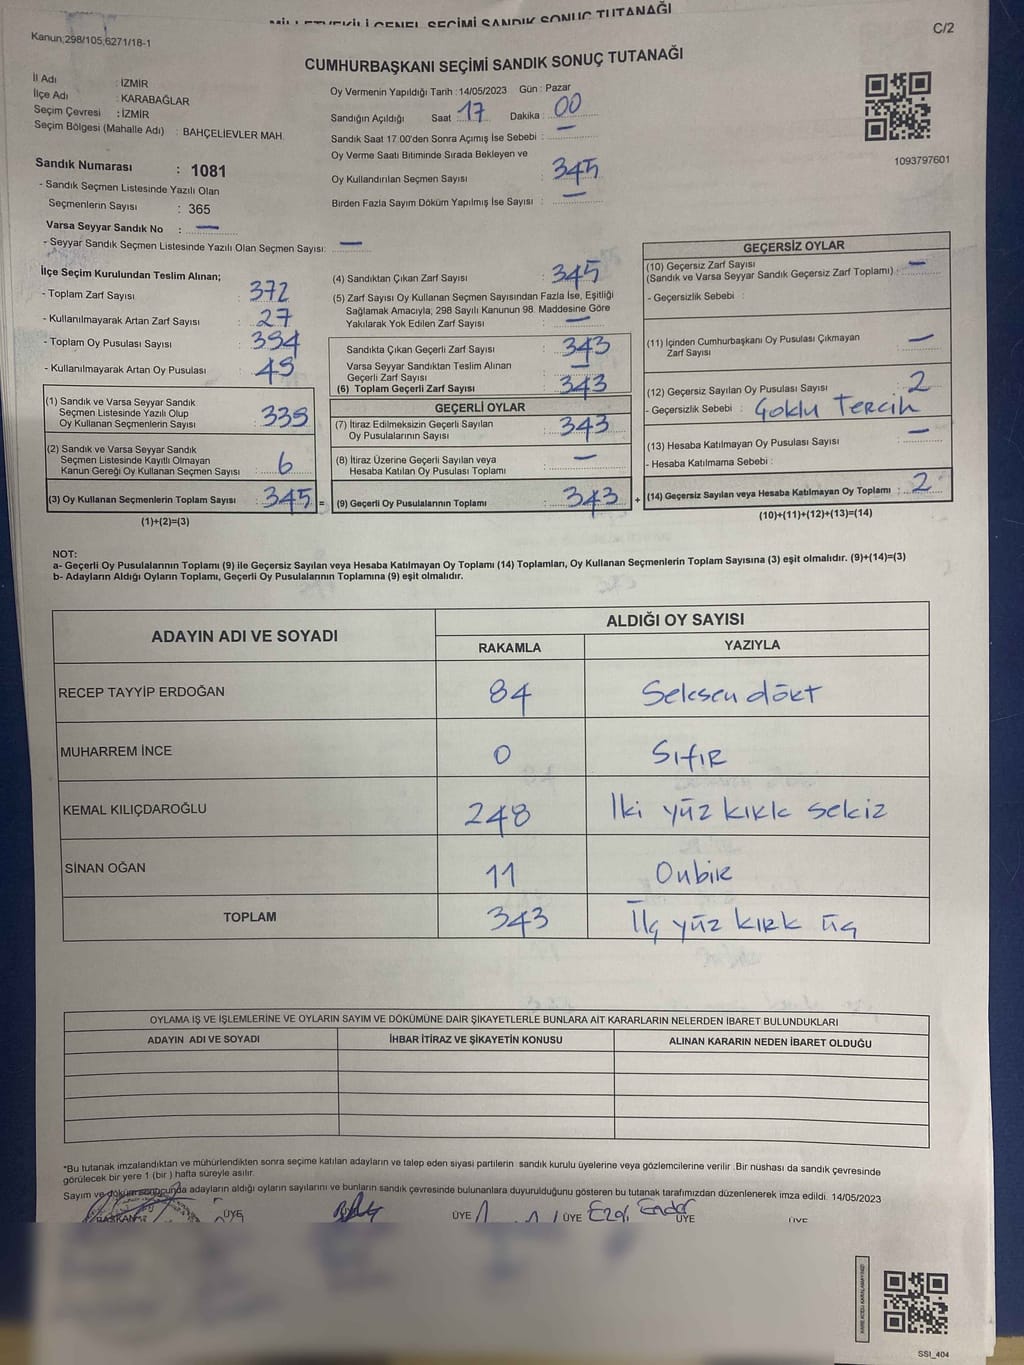 MİLLETVEKİLİ GENEL SEÇİMİ SANDIK SONUÇ TUTANAĞI
Kanun,298/105,6271/18-1
C/2
CUMHURBAŞKANI SEÇİMİ SANDIK SONUÇ TUTANAĞI
İl Adı : İZMİR
İlçe Adı : KARABAĞLAR
Seçim Çevresi : İZMİR
Seçim Bölgesi (Mahalle Adı) : BAHÇELİEVLER MAH.
Sandık Numarası : 1081
- Sandık Seçmen Listesinde Yazılı Olan
Seçmenlerin Sayısı : 365
Varsa Seyyar Sandık No : —
- Seyyar Sandık Seçmen Listesinde Yazılı Olan Seçmen Sayısı: —
Oy Vermenin Yapıldığı Tarih :14/05/2023 Gün : Pazar
Sandığın Açıldığı Saat : 17 Dakika : 00
Sandık Saat 17.00'den Sonra Açımış İse Sebebi : —
Oy Verme Saati Bitiminde Sırada Bekleyen ve
Oy Kullandırılan Seçmen Sayısı : 345
Birden Fazla Sayım Döküm Yapılmış İse Sayısı : —
1093797601
İlçe Seçim Kurulundan Teslim Alınan;
- Toplam Zarf Sayısı : 372
- Kullanılmayarak Artan Zarf Sayısı : 27
- Toplam Oy Pusulası Sayısı : 394
- Kullanılmayarak Artan Oy Pusulası : 49
(1) Sandık ve Varsa Seyyar Sandık
Seçmen Listesinde Yazılı Olup
Oy Kullanan Seçmenlerin Sayısı : 339
(2) Sandık ve Varsa Seyyar Sandık
Seçmen Listesinde Kayıtlı Olmayan
Kanun Gereği Oy Kullanan Seçmen Sayısı : 6
(3) Oy Kullanan Seçmenlerin Toplam Sayısı : 345 =
(1)+(2)=(3)
(4) Sandıktan Çıkan Zarf Sayısı : 345
(5) Zarf Sayısı Oy Kullanan Seçmen Sayısından Fazla İse, Eşitliği
Sağlamak Amacıyla; 298 Sayılı Kanunun 98. Maddesine Göre
Yakılarak Yok Edilen Zarf Sayısı : —
Sandıkta Çıkan Geçerli Zarf Sayısı : 343
Varsa Seyyar Sandıktan Teslim Alınan
Geçerli Zarf Sayısı : —
(6) Toplam Geçerli Zarf Sayısı : 343
GEÇERLİ OYLAR
(7) İtiraz Edilmeksizin Geçerli Sayılan
Oy Pusulalarının Sayısı : 343
(8) İtiraz Üzerine Geçerli Sayılan veya
Hesaba Katılan Oy Pusulası Toplamı : —
(9) Geçerli Oy Pusulalarının Toplamı : 343 +
GEÇERSİZ OYLAR
(10) Geçersiz Zarf Sayısı
(Sandık ve Varsa Seyyar Sandık Geçersiz Zarf Toplamı) : —
- Geçersizlik Sebebi :
(11) İçinden Cumhurbaşkanı Oy Pusulası Çıkmayan
Zarf Sayısı : —
(12) Geçersiz Sayılan Oy Pusulası Sayısı : 2
- Geçersizlik Sebebi : Çoklu Tercih
(13) Hesaba Katılmayan Oy Pusulası Sayısı : —
- Hesaba Katılmama Sebebi :
(14) Geçersiz Sayılan veya Hesaba Katılmayan Oy Toplamı : 2
(10)+(11)+(12)+(13)=(14)
NOT:
a- Geçerli Oy Pusulalarının Toplamı (9) ile Geçersiz Sayılan veya Hesaba Katılmayan Oy Toplamı (14) Toplamları, Oy Kullanan Seçmenlerin Toplam Sayısına (3) eşit olmalıdır. (9)+(14)=(3)
b- Adayların Aldığı Oyların Toplamı, Geçerli Oy Pusulalarının Toplamına (9) eşit olmalıdır.
ADAYIN ADI VE SOYADI ALDIĞI OY SAYISI
RAKAMLA YAZIYLA
RECEP TAYYİP ERDOĞAN 84 Seksen dört
MUHARREM İNCE 0 Sıfır
KEMAL KILIÇDAROĞLU 248 İki yüz kırk sekiz
SİNAN OĞAN 11 Onbir
TOPLAM 343 Üç yüz kırk üç
OYLAMA İŞ VE İŞLEMLERİNE VE OYLARIN SAYIM VE DÖKÜMÜNE DAİR ŞİKAYETLERLE BUNLARA AİT KARARLARIN NELERDEN İBARET BULUNDUKLARI
ADAYIN ADI VE SOYADI İHBAR İTİRAZ VE ŞİKAYETİN KONUSU ALINAN KARARIN NEDEN İBARET OLDUĞU
*Bu tutanak imzalandıktan ve mühürlendikten sonra seçime katılan adayların ve talep eden siyasi partilerin sandık kurulu üyelerine veya gözlemcilerine verilir .Bir nüshası da sandık çevresinde
görülecek bir yere 1 (bir ) hafta süreyle asılır.
Sayım ve döküm sonucunda adayların aldığı oyların sayılarını ve bunların sandık çevresinde bulunanlara duyurulduğunu gösteren bu tutanak tarafımızdan düzenlenerek imza edildi. 14/05/2023
BAŞKAN ÜYE ÜYE ÜYE Ezgi Ender ÜYE ÜYE
SSI_404